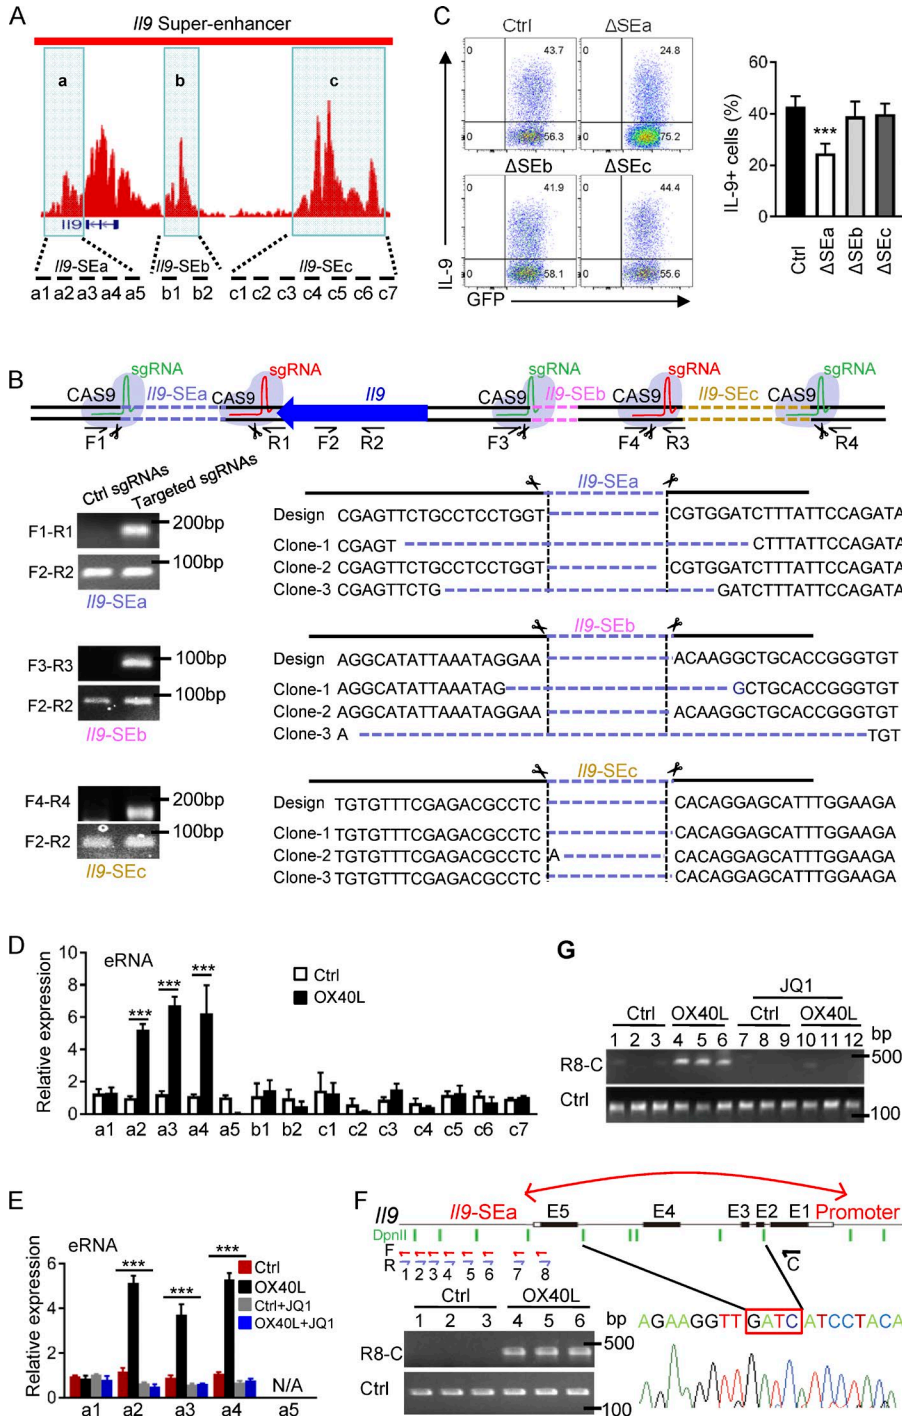 A
Il9 Super-enhancer
a
b
c
Il9
Il9-SEa
Il9-SEb
Il9-SEc
a1 a2 a3 a4 a5
b1 b2
c1 c2 c3 c4 c5 c6 c7
C
Ctrl
ΔSEa
0 43.7
0 56.3
0 24.8
0 75.2
ΔSEb
ΔSEc
0 41.9
0 58.1
0 44.4
0 55.6
IL-9
GFP
IL-9+ cells (%)
60
40
20
0
***
Ctrl
ΔSEa
ΔSEb
ΔSEc
B
sgRNA sgRNA sgRNA sgRNA sgRNA
CAS9 Il9-SEa CAS9 Il9 CAS9 Il9-SEb CAS9 Il9-SEc CAS9
F1 R1 F2 R2 F3 F4 R3 R4
Ctrl sgRNAs
Targeted sgRNAs
F1-R1 200bp
F2-R2 100bp
Il9-SEa
F3-R3 100bp
F2-R2 100bp
Il9-SEb
F4-R4 200bp
F2-R2 100bp
Il9-SEc
Il9-SEa
Design CGAGTTCTGCCTCCTGGT CGTGGATCTTTATTCCAGATA
Clone-1 CGAGT CTTTATTCCAGATA
Clone-2 CGAGTTCTGCCTCCTGGT CGTGGATCTTTATTCCAGATA
Clone-3 CGAGTTCTG GATCTTTATTCCAGATA
Il9-SEb
Design AGGCATATTAAATAGGAA ACAAGGCTGCACCGGGTGT
Clone-1 AGGCATATTAAATAG GCTGCACCGGGTGT
Clone-2 AGGCATATTAAATAGGAA ACAAGGCTGCACCGGGTGT
Clone-3 A TGT
Il9-SEc
Design TGTGTTTCGAGACGCCTC CACAGGAGCATTTGGAAGA
Clone-1 TGTGTTTCGAGACGCCTC CACAGGAGCATTTGGAAGA
Clone-2 TGTGTTTCGAGACGCCTC A CACAGGAGCATTTGGAAGA
Clone-3 TGTGTTTCGAGACGCCTC CACAGGAGCATTTGGAAGA
D
eRNA
Relative expression
10
8
6
4
2
0
*** *** ***
Ctrl
OX40L
a1 a2 a3 a4 a5 b1 b2 c1 c2 c3 c4 c5 c6 c7
G
JQ1
Ctrl OX40L Ctrl OX40L
1 2 3 4 5 6 7 8 9 10 11 12 bp
R8-C 500
Ctrl 100
E
eRNA
Relative expression
6
4
2
0
*** *** ***
Ctrl
OX40L
Ctrl+JQ1
OX40L+JQ1
N/A
a1 a2 a3 a4 a5
F
Il9 Il9-SEa E5 E4 E3 E2 E1 Promoter
DpnII
F
R
1 2 3 4 5 6 7 8
C
Ctrl OX40L
1 2 3 4 5 6 bp
R8-C 500
Ctrl 100
AGAAGGTTGATCATCCTACA